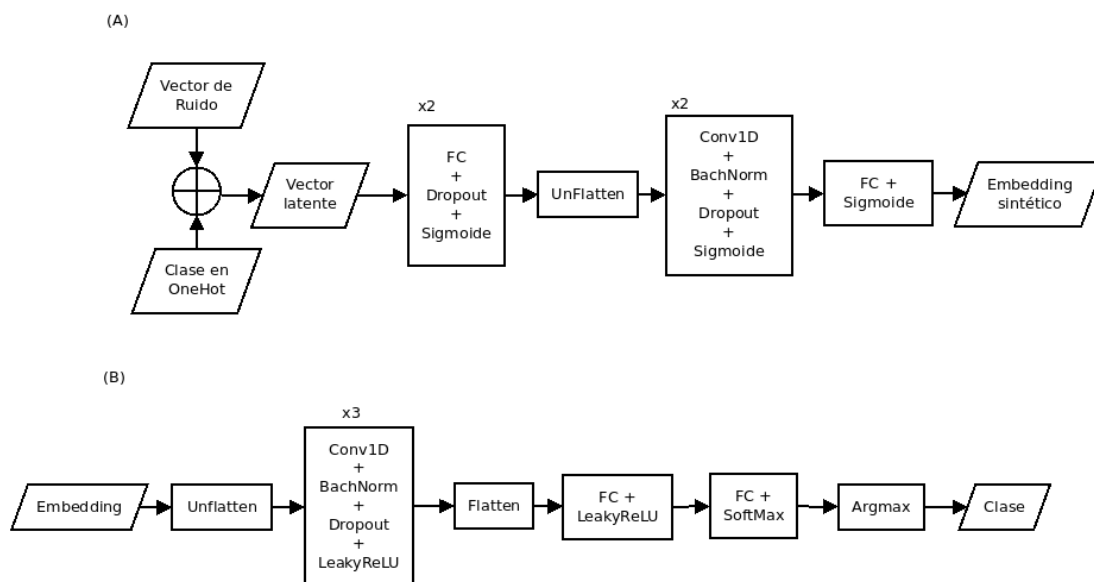 (A)
Vector de
Ruido
Clase en
OneHot
Vector
latente
x2
FC
+
Dropout
+
Sigmoide
UnFlatten
x2
Conv1D
+
BachNorm
+
Dropout
+
Sigmoide
FC +
Sigmoide
Embedding
sintético
(B)
Embedding
Unflatten
x3
Conv1D
+
BachNorm
+
Dropout
+
LeakyReLU
Flatten
FC +
LeakyReLU
FC +
SoftMax
Argmax
Clase